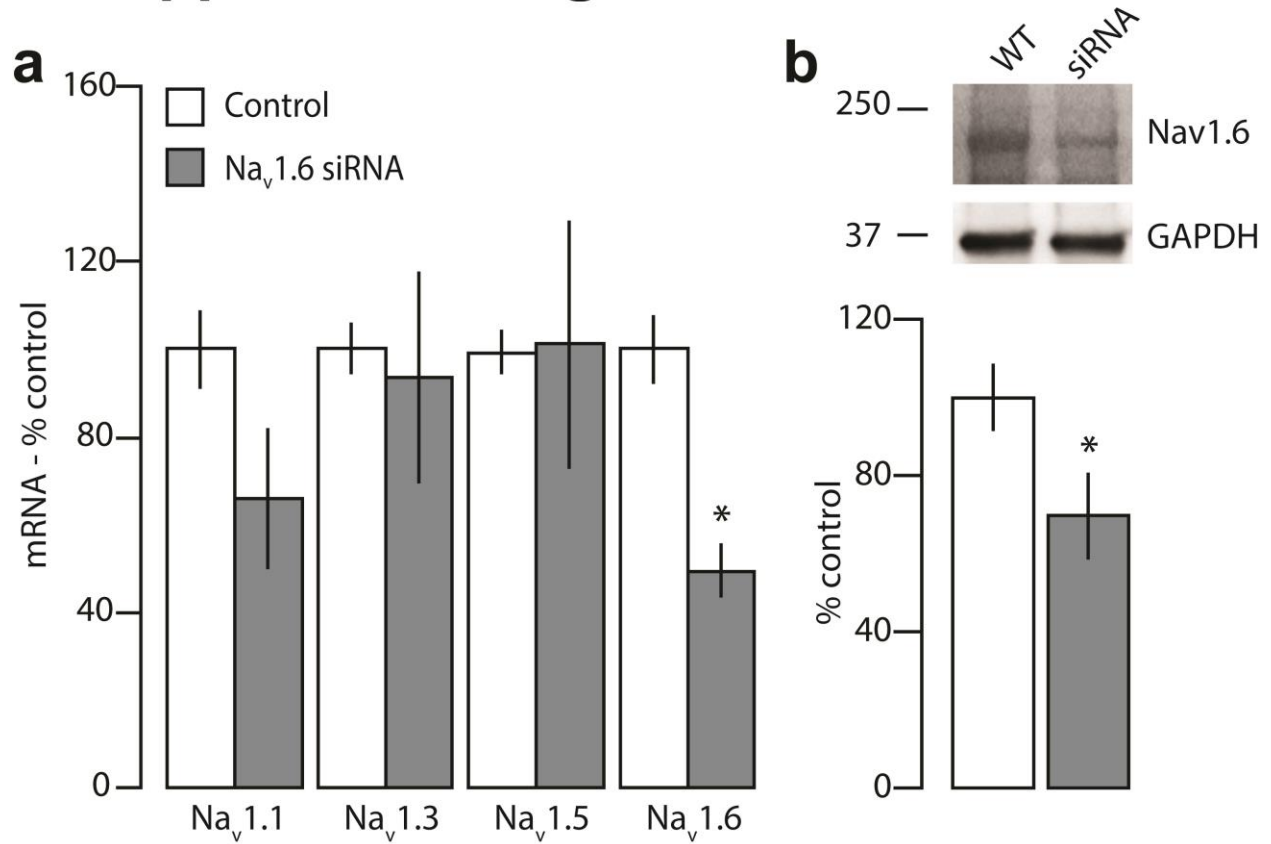 a
160
Control
Nav1.6 siRNA
120
80
40
0
mRNA - % control
Nav1.1
Nav1.3
Nav1.5
Nav1.6
*
b
WT
siRNA
250
Nav1.6
37
GAPDH
120
80
40
0
% control
*